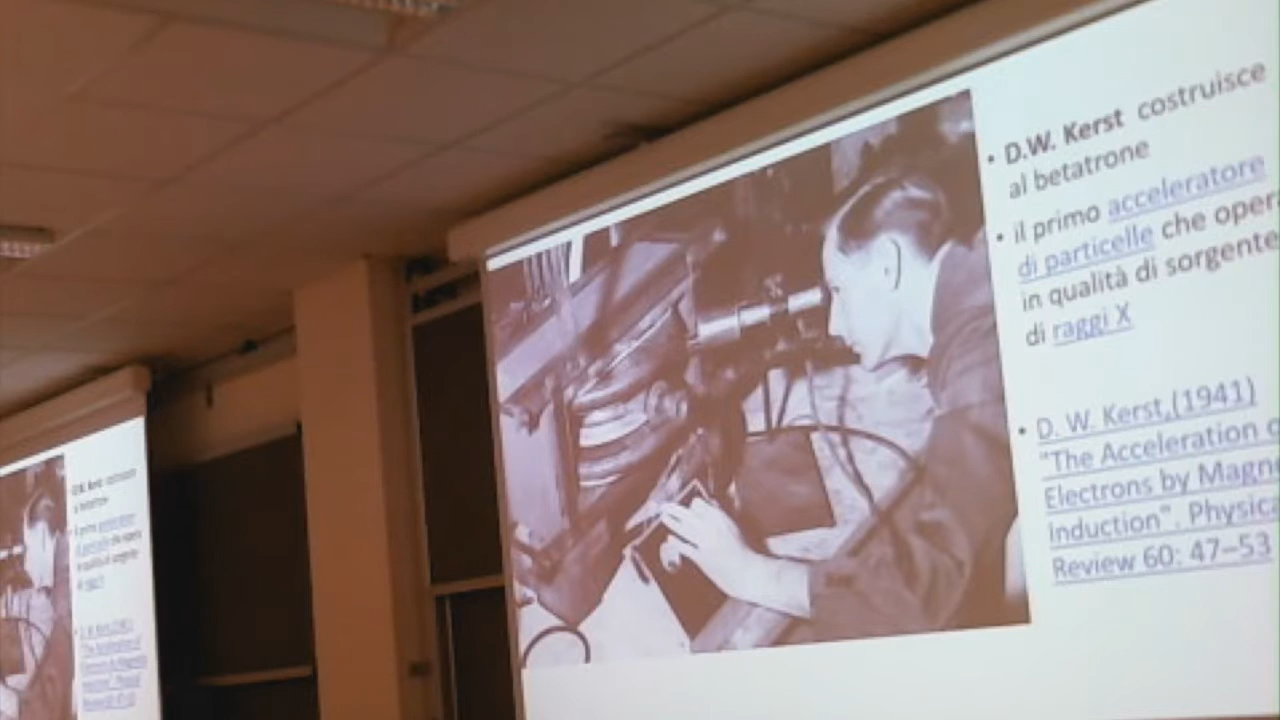 • D.W. Kerst costruisce
al betatrone
• il primo acceleratore
di particelle che oper
in qualità di sorgente
di raggi X
• D. W. Kerst,(1941)
"The Acceleration o
Electrons by Magn
Induction". Physica
Review 60: 47–53